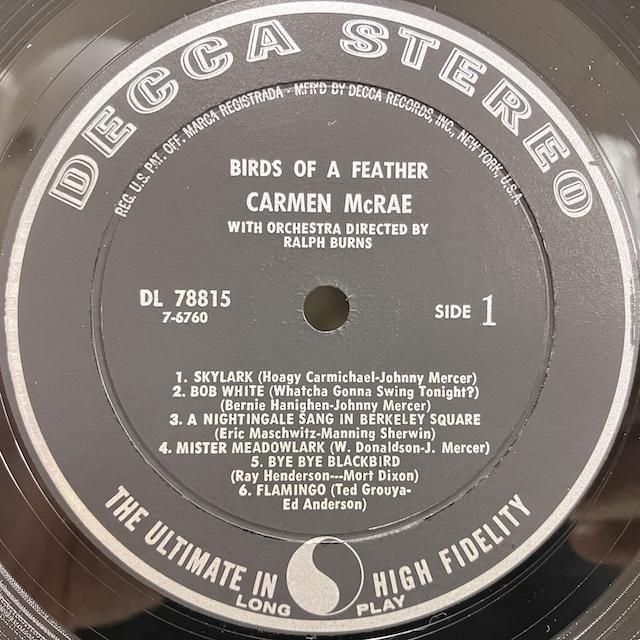 DECCA STEREO
REG. U.S. PAT. OFF. MARCA REGISTRADA - MFR'D BY DECCA RECORDS, INC., NEW YORK, U.S.A.
BIRDS OF A FEATHER
CARMEN McRAE
WITH ORCHESTRA DIRECTED BY
RALPH BURNS
DL 78815
7-6760
SIDE 1
1. SKYLARK (Hoagy Carmichael-Johnny Mercer)
2. BOB WHITE (Whatcha Gonna Swing Tonight?)
(Bernie Hanighen-Johnny Mercer)
3. A NIGHTINGALE SANG IN BERKELEY SQUARE
(Eric Maschwitz-Manning Sherwin)
4. MISTER MEADOWLARK (W. Donaldson-J. Mercer)
5. BYE BYE BLACKBIRD
(Ray Henderson---Mort Dixon)
6. FLAMINGO (Ted Grouya-
Ed Anderson)
THE ULTIMATE IN HIGH FIDELITY
LONG PLAY